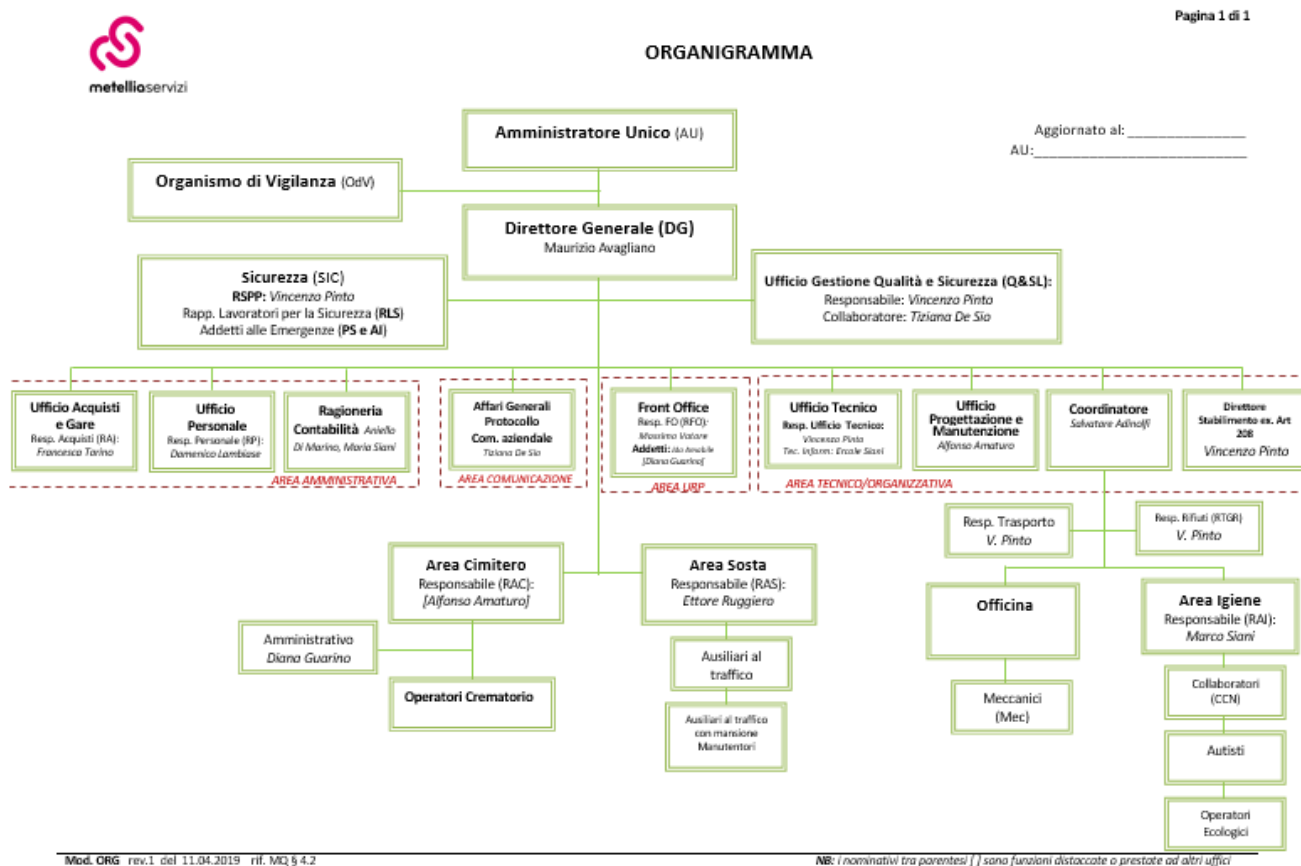 Pagina 1 di 1
metelliaservizi
ORGANIGRAMMA
Aggiornato al: _______________
AU:___________________________
Amministratore Unico (AU)
Organismo di Vigilanza (OdV)
Direttore Generale (DG)
Maurizio Avagliano
Sicurezza (SIC)
RSPP: Vincenzo Pinto
Rapp. Lavoratori per la Sicurezza (RLS)
Addetti alle Emergenze (PS e AI)
Ufficio Gestione Qualità e Sicurezza (Q&SL):
Responsabile: Vincenzo Pinto
Collaboratore: Tiziana De Sio
Ufficio Acquisti
e Gare
Resp. Acquisti (RA):
Francesca Torino
Ufficio
Personale
Resp. Personale (RP):
Domenico Lambiase
Ragioneria
Contabilità Aniello
Di Marino, Maria Siani
AREA AMMINISTRATIVA
Affari Generali
Protocollo
Com. aziendale
Tiziana De Sio
AREA COMUNICAZIONE
Front Office
Resp. FO (RFO):
Massimo Vatore
Addetti:
[Diana Guarino]
AREA URP
Ufficio Tecnico
Resp. Ufficio Tecnico:
Vincenzo Pinto
Tec. Inform: Ercole Siani
Ufficio
Progettazione e
Manutenzione
Alfonso Amaturo
Coordinatore
Salvatore Adinolfi
Direttore
Stabilimento ex. Art
208
Vincenzo Pinto
AREA TECNICO/ORGANIZZATIVA
Resp. Trasporto
V. Pinto
Resp. Rifiuti (RTGR)
V. Pinto
Area Cimitero
Responsabile (RAC):
[Alfonso Amaturo]
Area Sosta
Responsabile (RAS):
Ettore Ruggiero
Officina
Area Igiene
Responsabile (RAI):
Marco Siani
Amministrativo
Diana Guarino
Ausiliari al
traffico
Operatori Crematorio
Meccanici
(Mec)
Collaboratori
(CCN)
Ausiliari al traffico
con mansione
Manutentori
Autisti
Operatori
Ecologici
Mod. ORG rev.1 del 11.04.2019 rif. MQ § 4.2
NB: i nominativi tra parentesi [ ] sono funzioni distaccate o prestate ad altri uffici